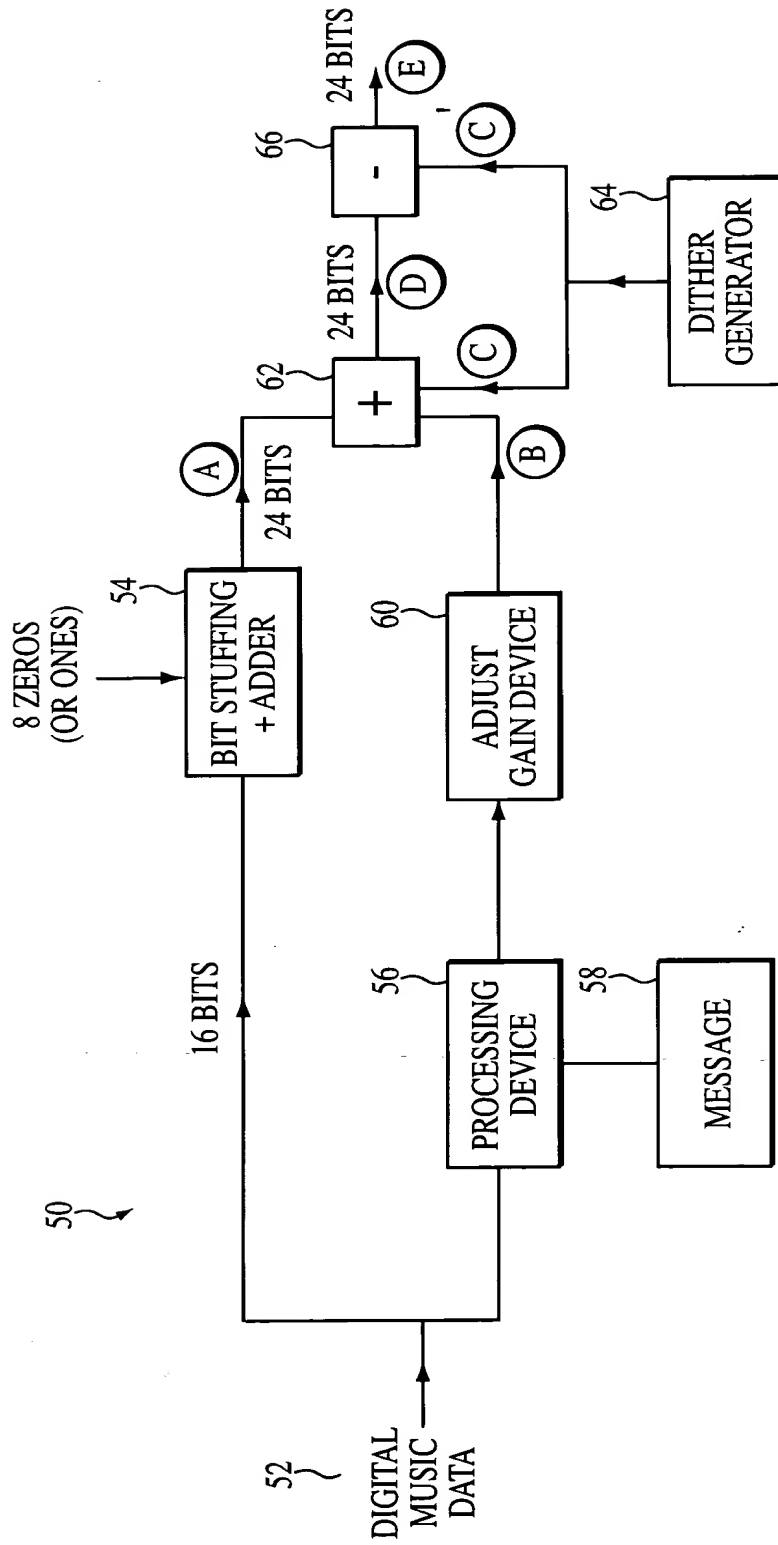 50
52
DIGITAL
MUSIC
DATA
16 BITS
8 ZEROS
(OR ONES)
54
BIT STUFFING
+ ADDER
A
24 BITS
56
PROCESSING
DEVICE
58
MESSAGE
60
ADJUST
GAIN DEVICE
B
62
+
C
24 BITS
D
66
-
C
24 BITS
E
64
DITHER
GENERATOR